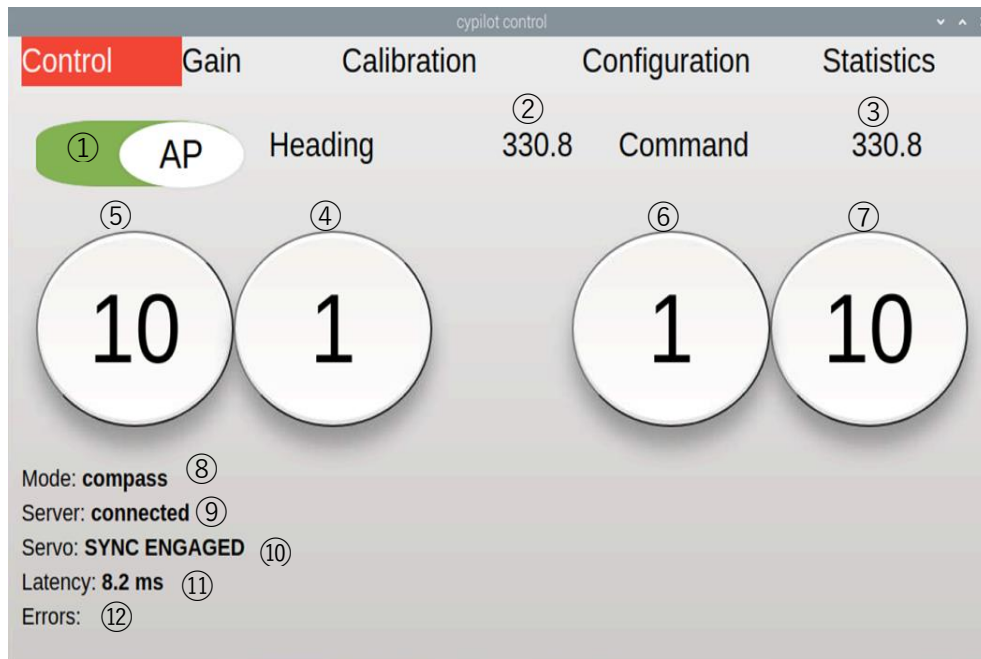 cypilot control
Control Gain Calibration Configuration Statistics
② ③
① AP Heading 330.8 Command 330.8
⑤ ④ ⑥ ⑦
10 1 1 10
Mode: compass ⑧
Server: connected ⑨
Servo: SYNC ENGAGED ⑩
Latency: 8.2 ms ⑪
Errors: ⑫